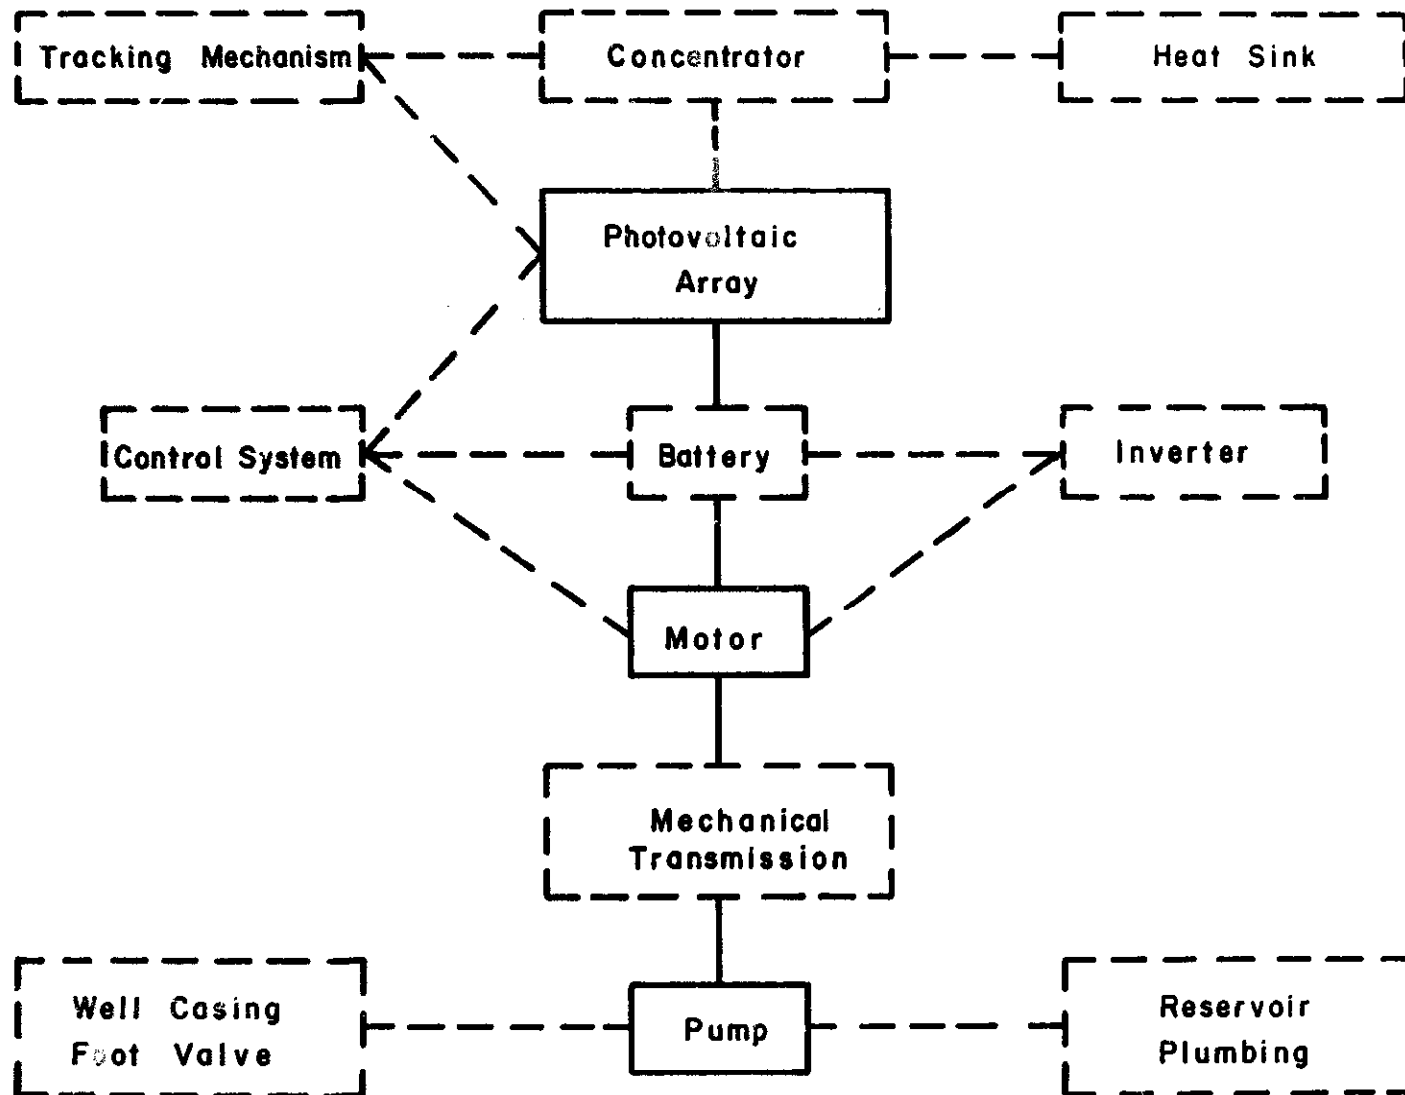 Tracking Mechanism
Concentrator
Heat Sink
Photovoltaic
Array
Control System
Battery
Inverter
Motor
Mechanical
Transmission
Well Casing
Foot Valve
Pump
Reservoir
Plumbing